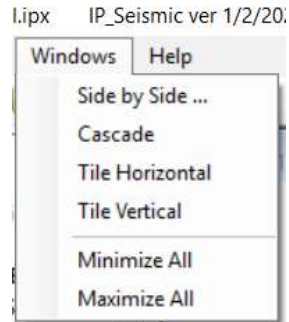 l.ipx IP_Seismic ver 1/2/202
Windows Help
Side by Side ...
Cascade
Tile Horizontal
Tile Vertical
Minimize All
Maximize All